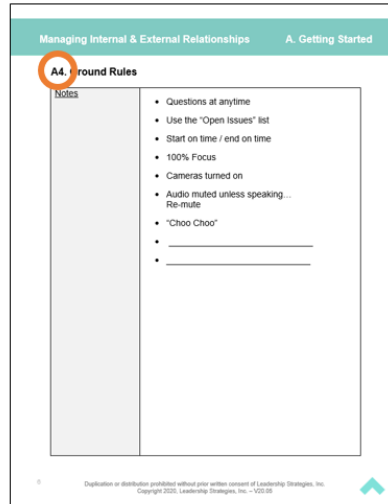 Managing Internal & External Relationships A. Getting Started
A4. Ground Rules
Notes
• Questions at anytime
• Use the “Open Issues” list
• Start on time / end on time
• 100% Focus
• Cameras turned on
• Audio muted unless speaking…
Re-mute
• “Choo Choo”
• ____________________________
• ____________________________
Duplication or distribution prohibited without prior written consent of Leadership Strategies, Inc.
Copyright 2020, Leadership Strategies, Inc. – V20.05